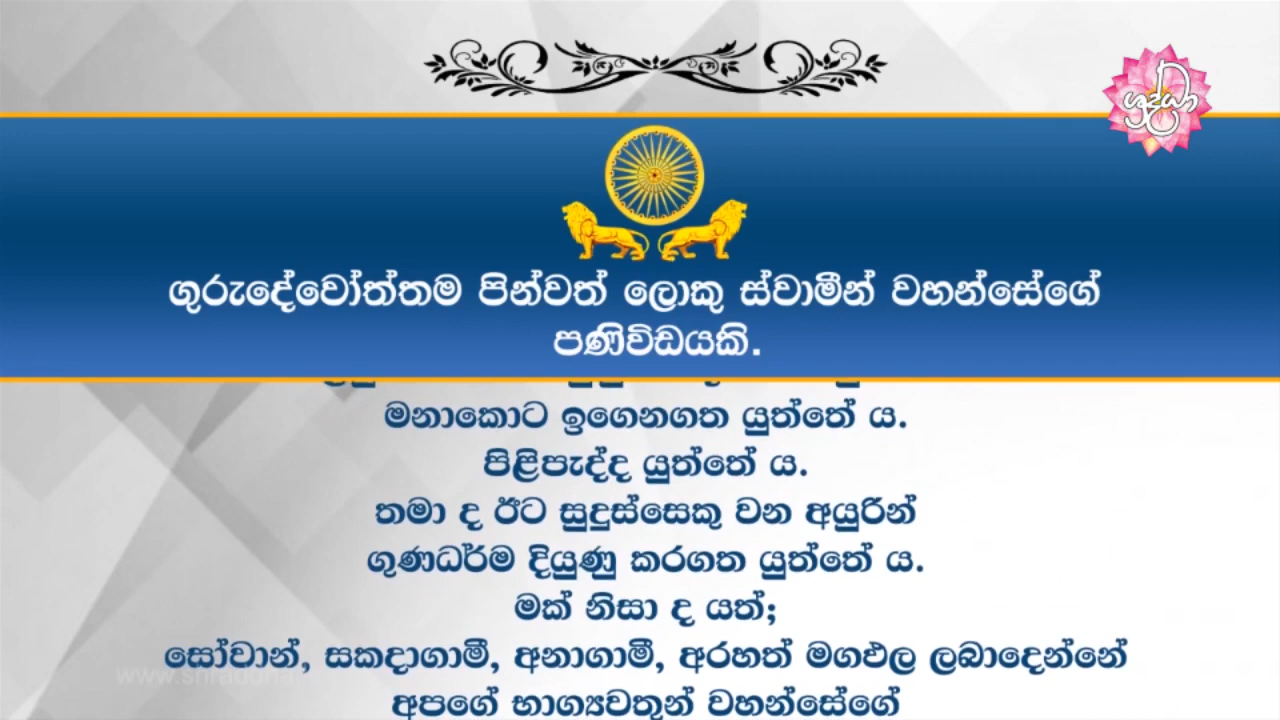 ශ්‍රද්ධා
ගුරුදේවෝත්තම පින්වත් ලොකු ස්වාමීන් වහන්සේගේ
පණිවිඩයකි.
මනාකොට ඉගෙනගත යුත්තේ ය.
පිළිපැද්ද යුත්තේ ය.
තමා ද ඊට සුදුස්සෙකු වන අයුරින්
ගුණධර්ම දියුණු කරගත යුත්තේ ය.
මක් නිසා ද යත්;
සෝවාන්, සකදාගාමී, අනාගාමී, අරහත් මගඵල ලබාදෙන්නේ
අපගේ භාග්‍යවතුන් වහන්සේගේ